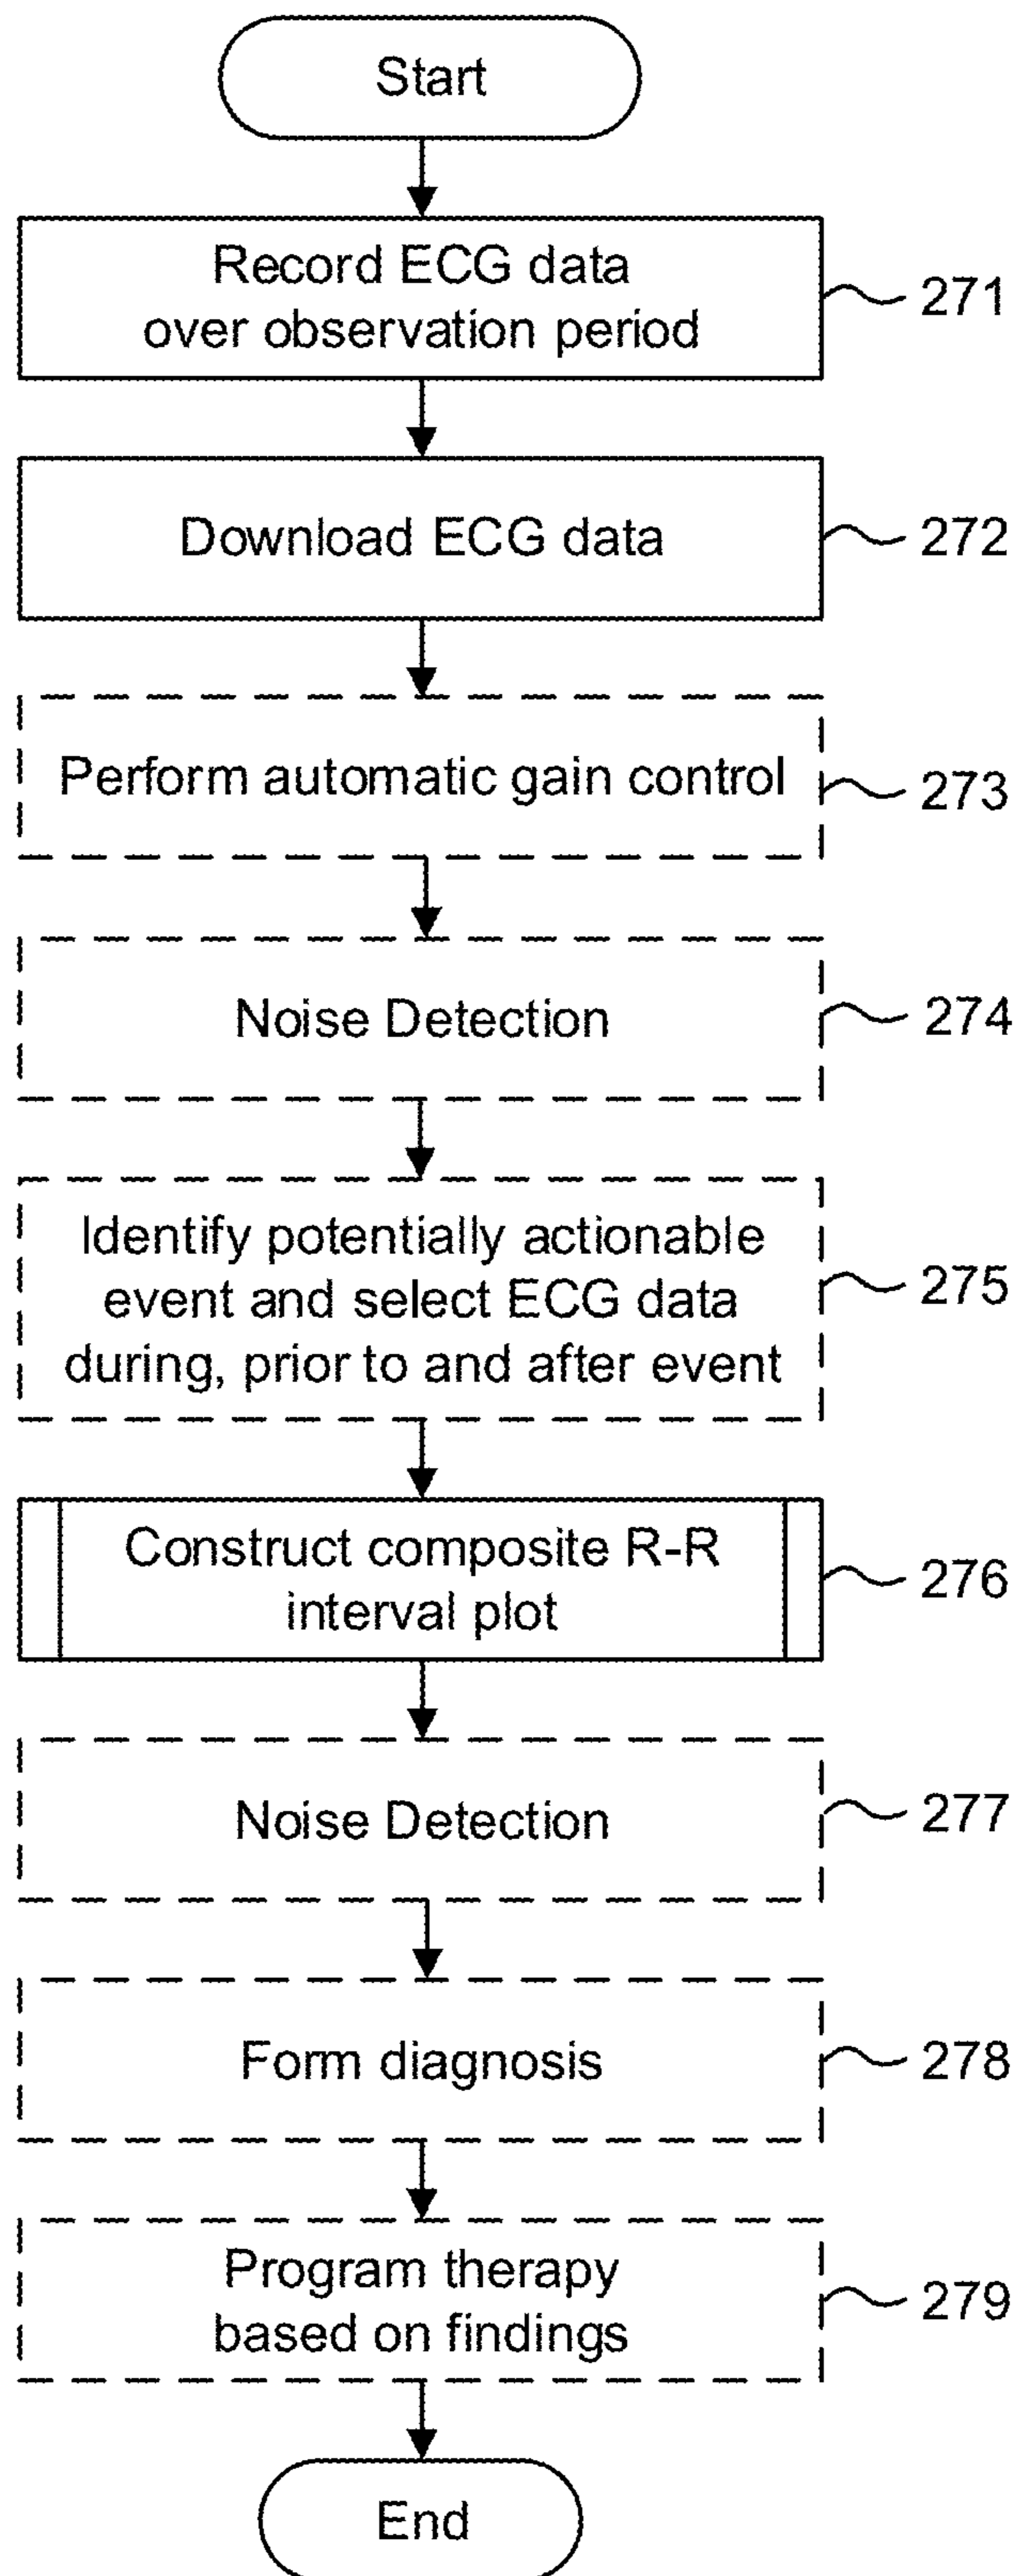 Start
Record ECG data
over observation period
271
Download ECG data
272
Perform automatic gain control
273
Noise Detection
274
Identify potentially actionable
event and select ECG data
during, prior to and after event
275
Construct composite R-R
interval plot
276
Noise Detection
277
Form diagnosis
278
Program therapy
based on findings
279
End